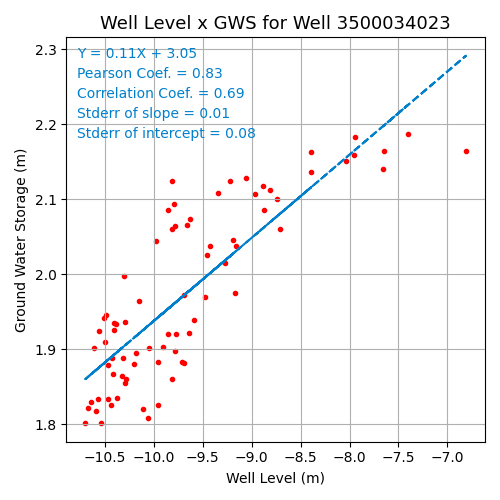 Well Level x GWS for Well 3500034023
Y = 0.11X + 3.05
Pearson Coef. = 0.83
Correlation Coef. = 0.69
Stderr of slope = 0.01
Stderr of intercept = 0.08
Ground Water Storage (m)
2.3
2.2
2.1
2.0
1.9
1.8
−10.5 −10.0 −9.5 −9.0 −8.5 −8.0 −7.5 −7.0
Well Level (m)